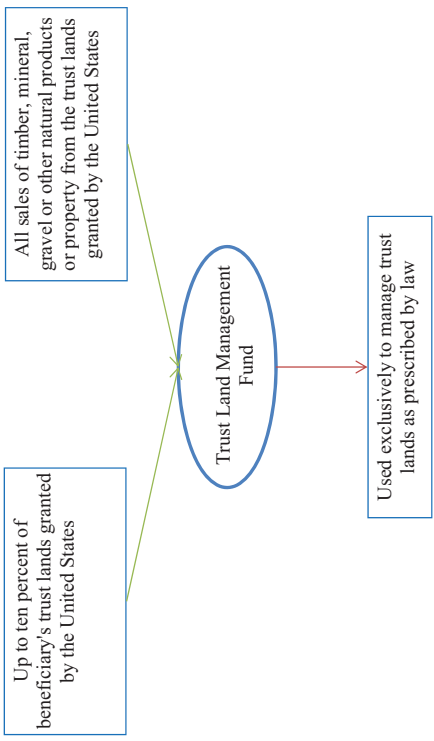 Up to ten percent of
beneficiary's trust lands granted
by the United States
All sales of timber, mineral,
gravel or other natural products
or property from the trust lands
granted by the United States
Trust Land Management
Fund
Used exclusively to manage trust
lands as prescribed by law